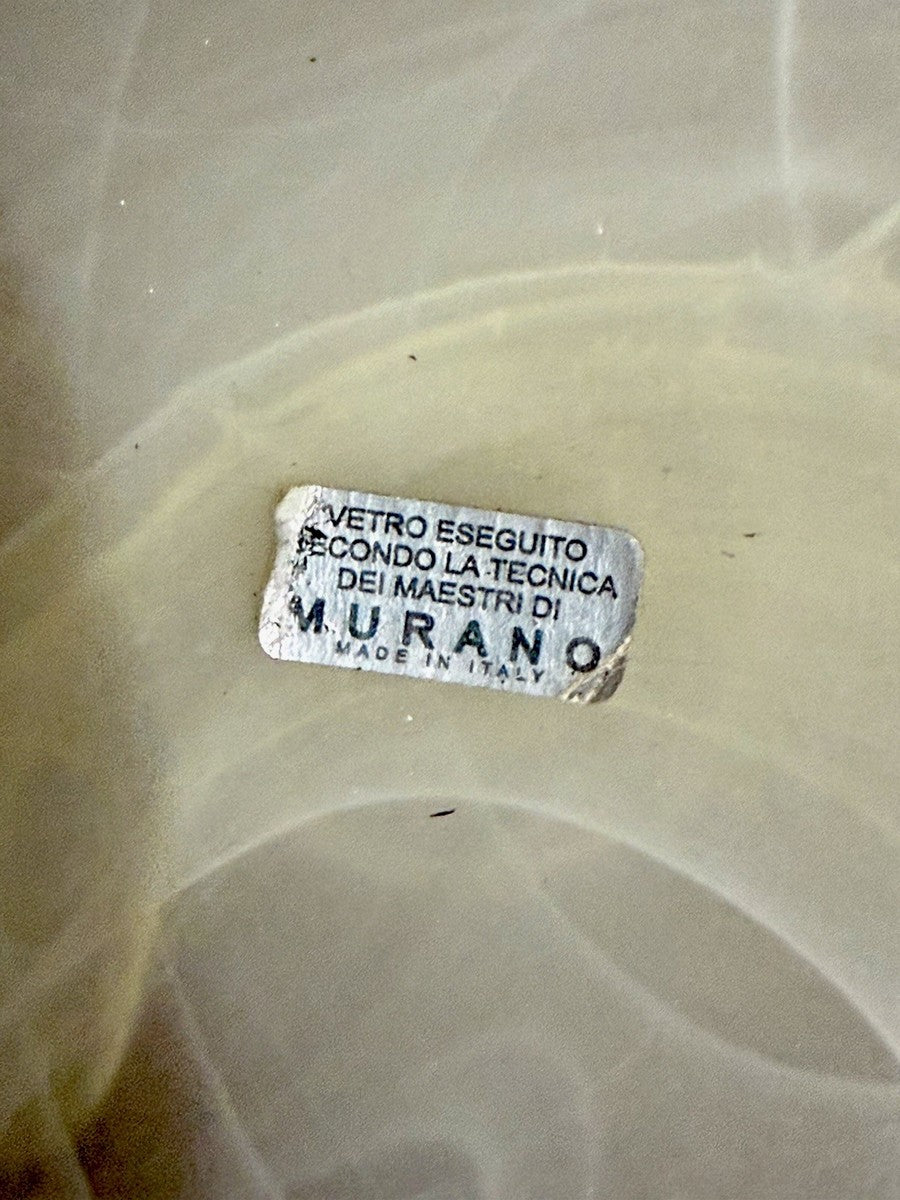 VETRO ESEGUITO
SECONDO LA TECNICA
DEI MAESTRI DI
MURANO
MADE IN ITALY